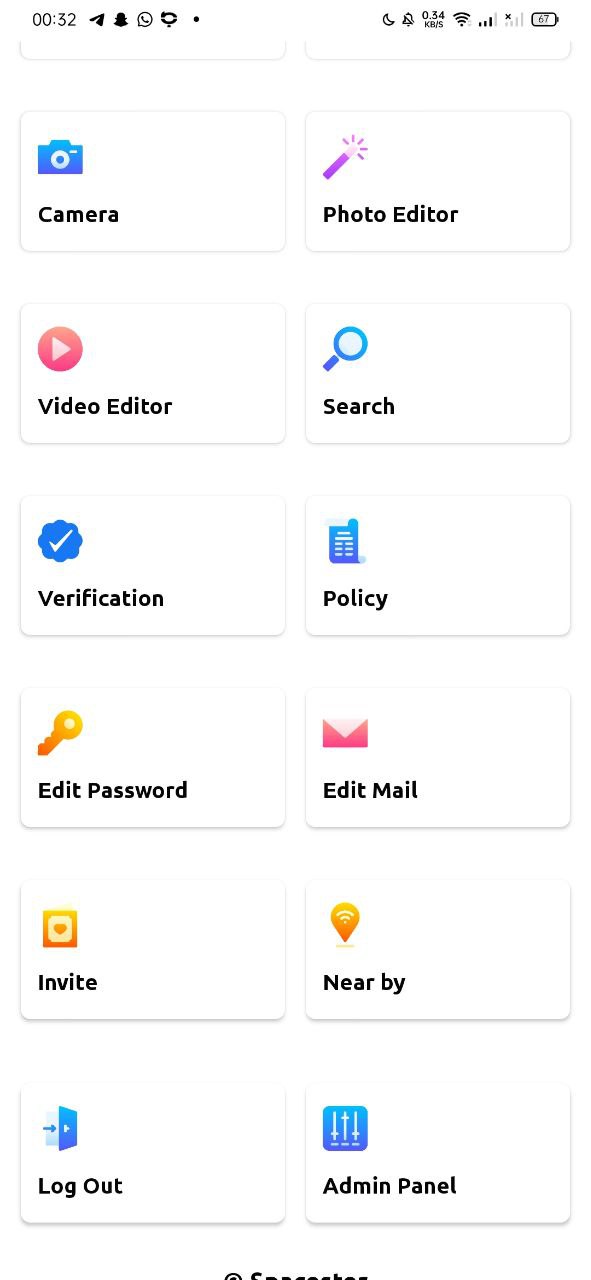 00:32 0.34 KB/S 67
Camera Photo Editor
Video Editor Search
Verification Policy
Edit Password Edit Mail
Invite Near by
Log Out Admin Panel